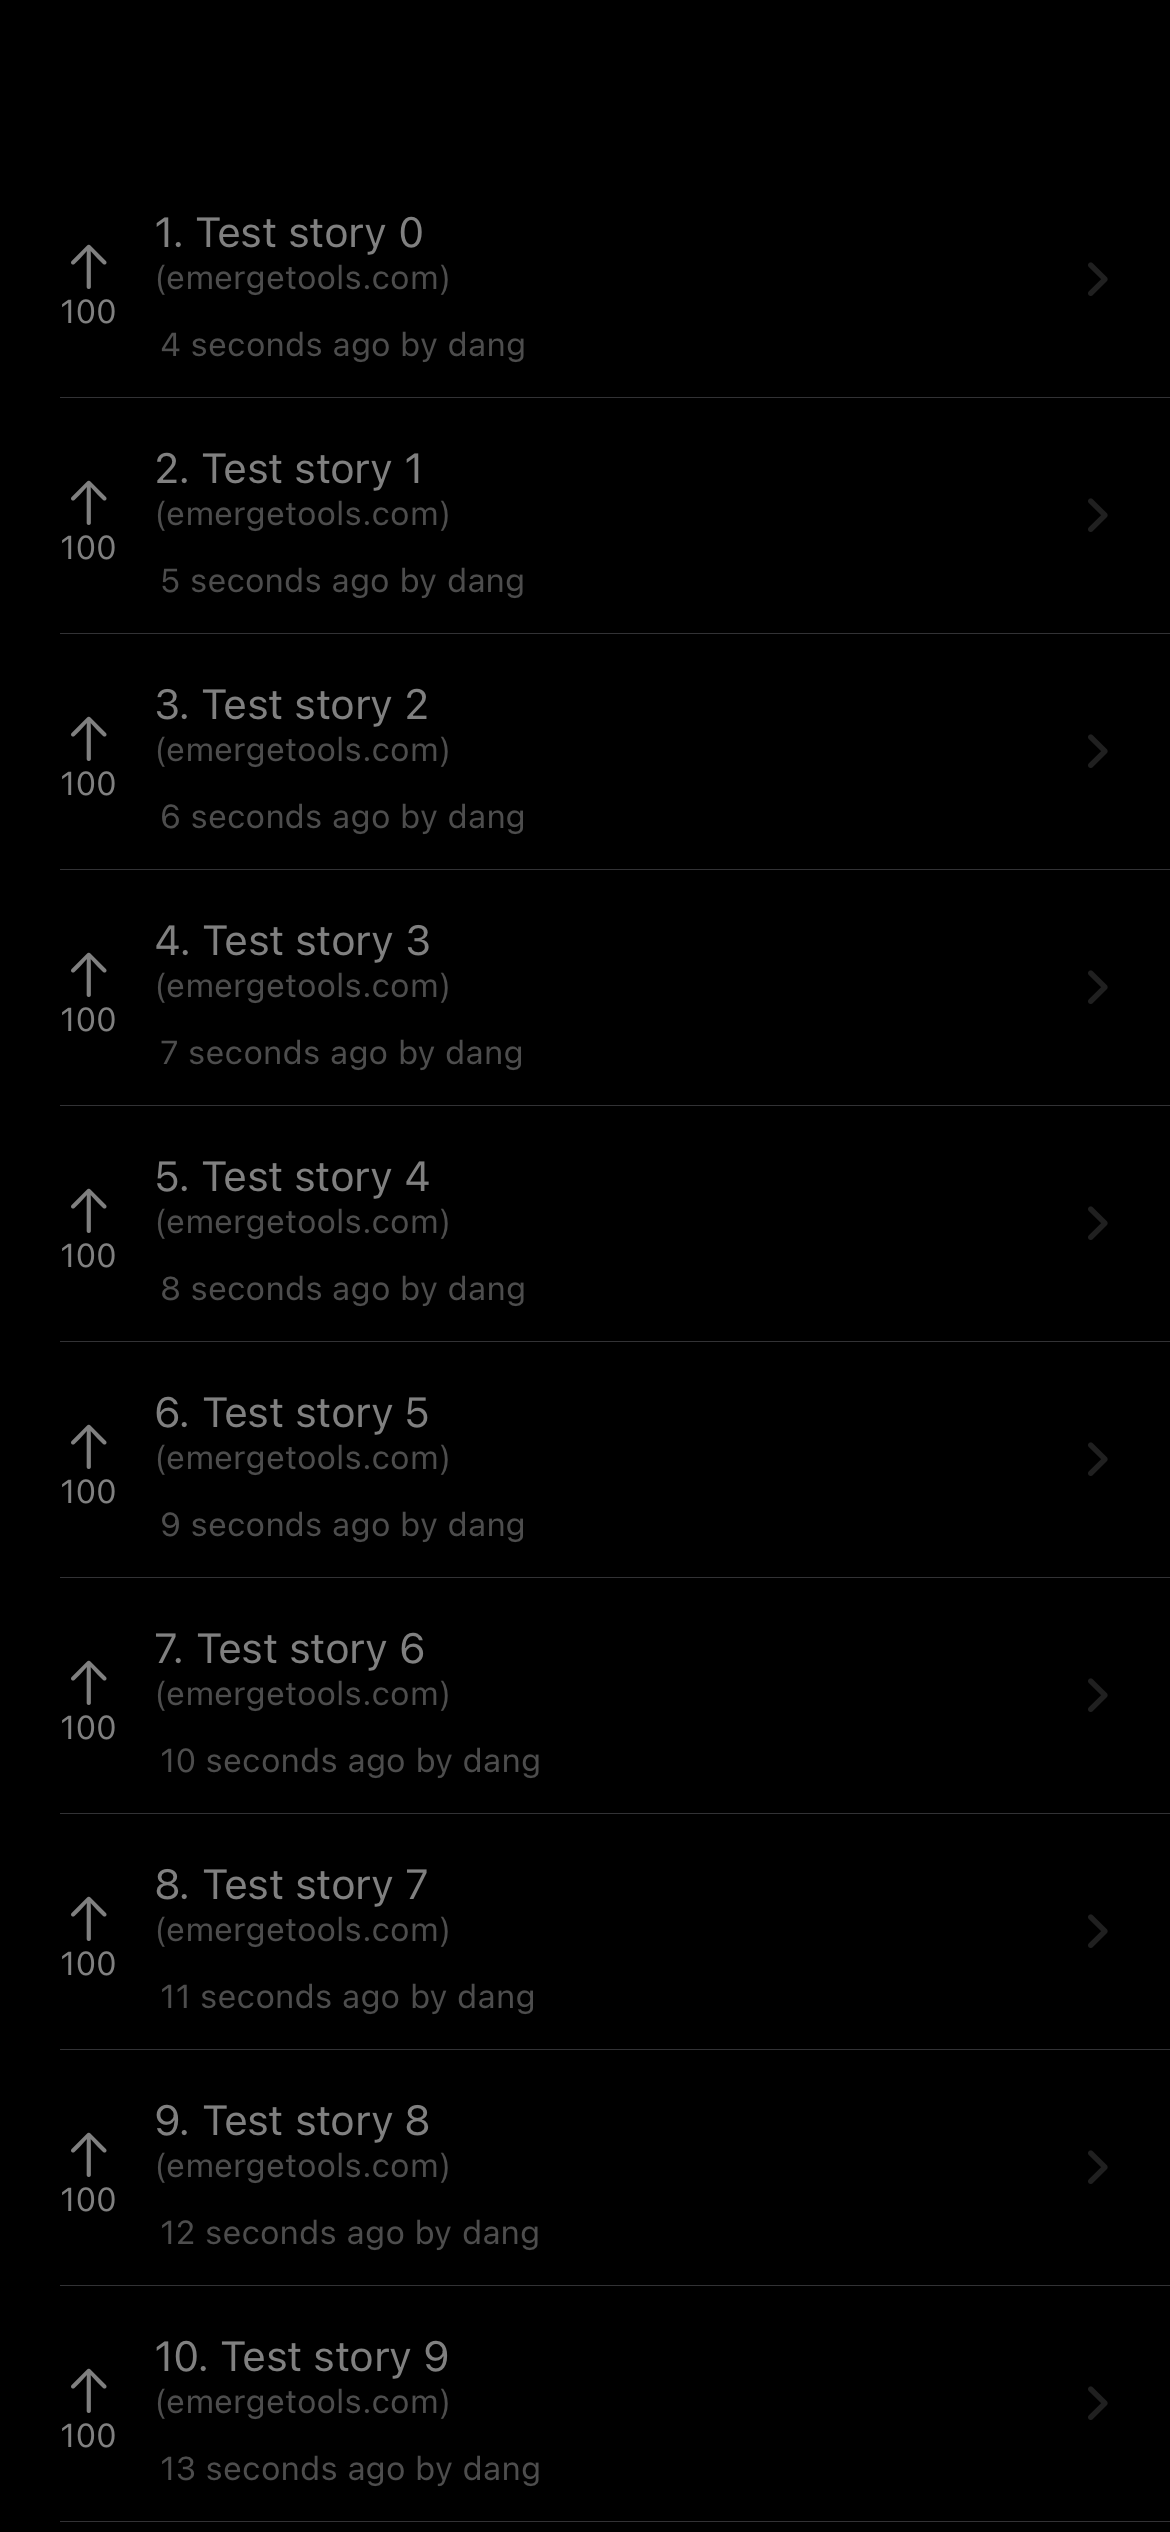 1. Test story 0
(emergetools.com)
100
4 seconds ago by dang
2. Test story 1
(emergetools.com)
100
5 seconds ago by dang
3. Test story 2
(emergetools.com)
100
6 seconds ago by dang
4. Test story 3
(emergetools.com)
100
7 seconds ago by dang
5. Test story 4
(emergetools.com)
100
8 seconds ago by dang
6. Test story 5
(emergetools.com)
100
9 seconds ago by dang
7. Test story 6
(emergetools.com)
100
10 seconds ago by dang
8. Test story 7
(emergetools.com)
100
11 seconds ago by dang
9. Test story 8
(emergetools.com)
100
12 seconds ago by dang
10. Test story 9
(emergetools.com)
100
13 seconds ago by dang